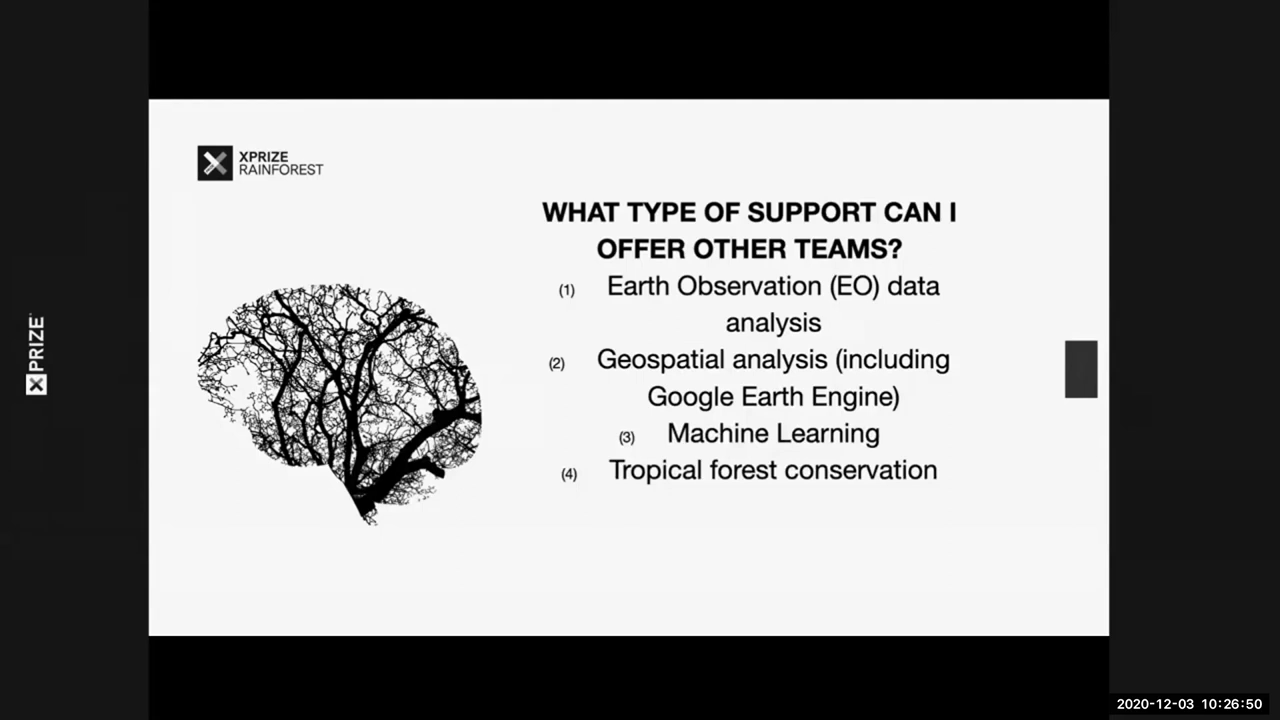 XPRIZE
RAINFOREST
WHAT TYPE OF SUPPORT CAN I
OFFER OTHER TEAMS?
(1) Earth Observation (EO) data
analysis
(2) Geospatial analysis (including
Google Earth Engine)
(3) Machine Learning
(4) Tropical forest conservation
XPRIZE
2020-12-03 10:26:50